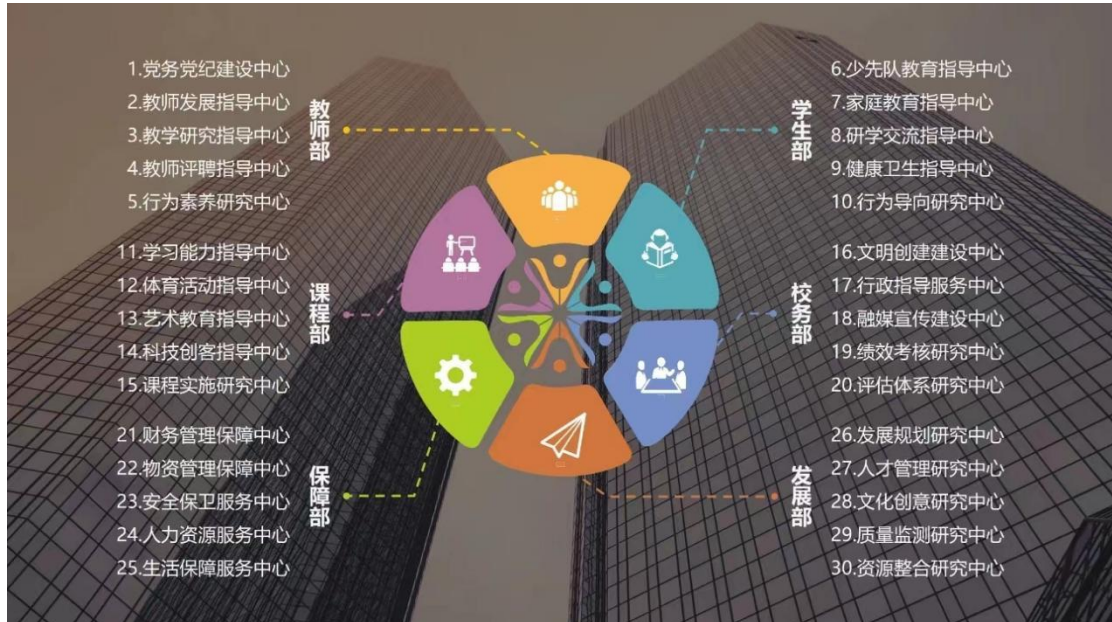 教师部
1.党务党纪建设中心
2.教师发展指导中心
3.教学研究指导中心
4.教师评聘指导中心
5.行为素养研究中心
学生部
6.少先队教育指导中心
7.家庭教育指导中心
8.研学交流指导中心
9.健康卫生指导中心
10.行为导向研究中心
课程部
11.学习能力指导中心
12.体育活动指导中心
13.艺术教育指导中心
14.科技创客指导中心
15.课程实施研究中心
校务部
16.文明创建建设中心
17.行政指导服务中心
18.融媒宣传建设中心
19.绩效考核研究中心
20.评估体系研究中心
保障部
21.财务管理保障中心
22.物资管理保障中心
23.安全保卫服务中心
24.人力资源服务中心
25.生活保障服务中心
发展部
26.发展规划研究中心
27.人才管理研究中心
28.文化创意研究中心
29.质量监测研究中心
30.资源整合研究中心